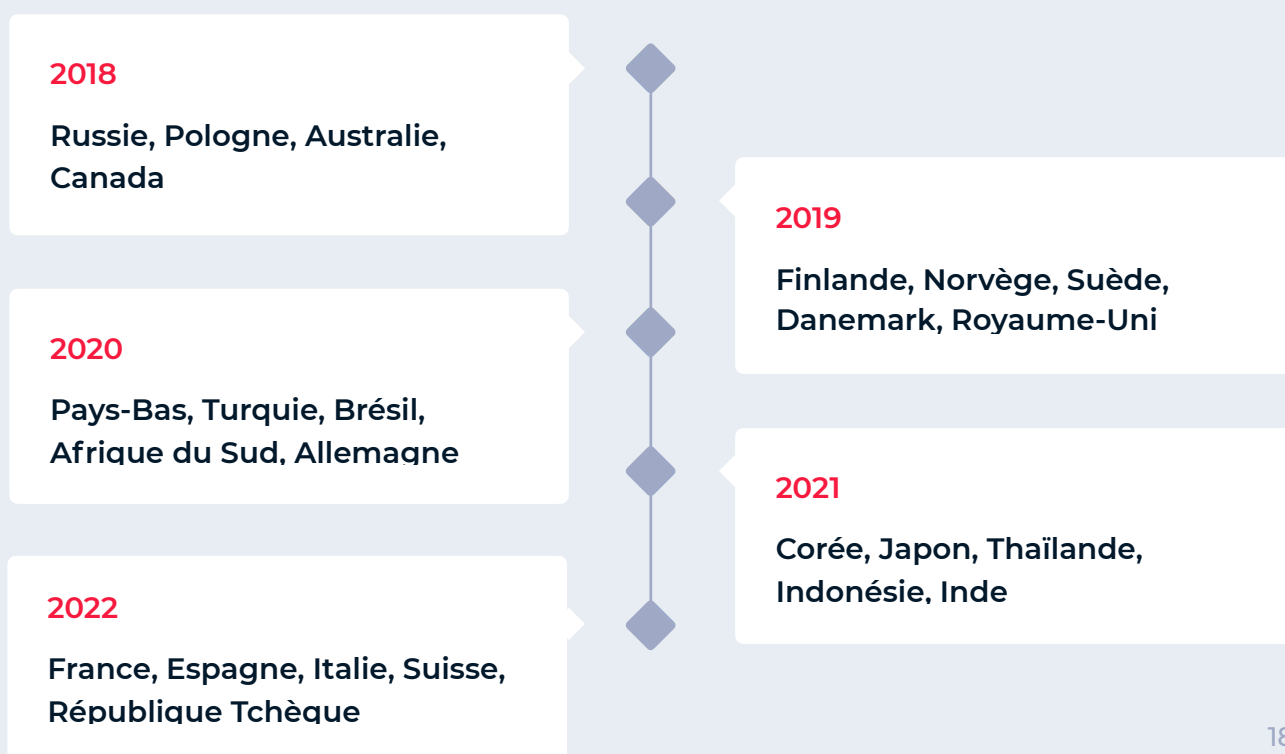 2018
Russie, Pologne, Australie,
Canada
2019
Finlande, Norvège, Suède,
Danemark, Royaume-Uni
2020
Pays-Bas, Turquie, Brésil,
Afrique du Sud, Allemagne
2021
Corée, Japon, Thaïlande,
Indonésie, Inde
2022
France, Espagne, Italie, Suisse,
République Tchèque
18